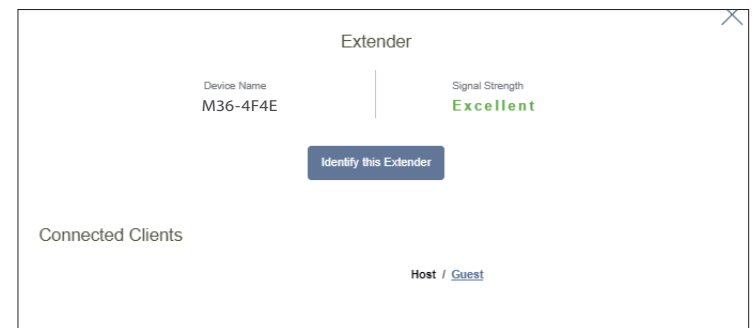 Extender
Device Name
M36-4F4E
Signal Strength
Excellent
Identify this Extender
Connected Clients
Host / Guest